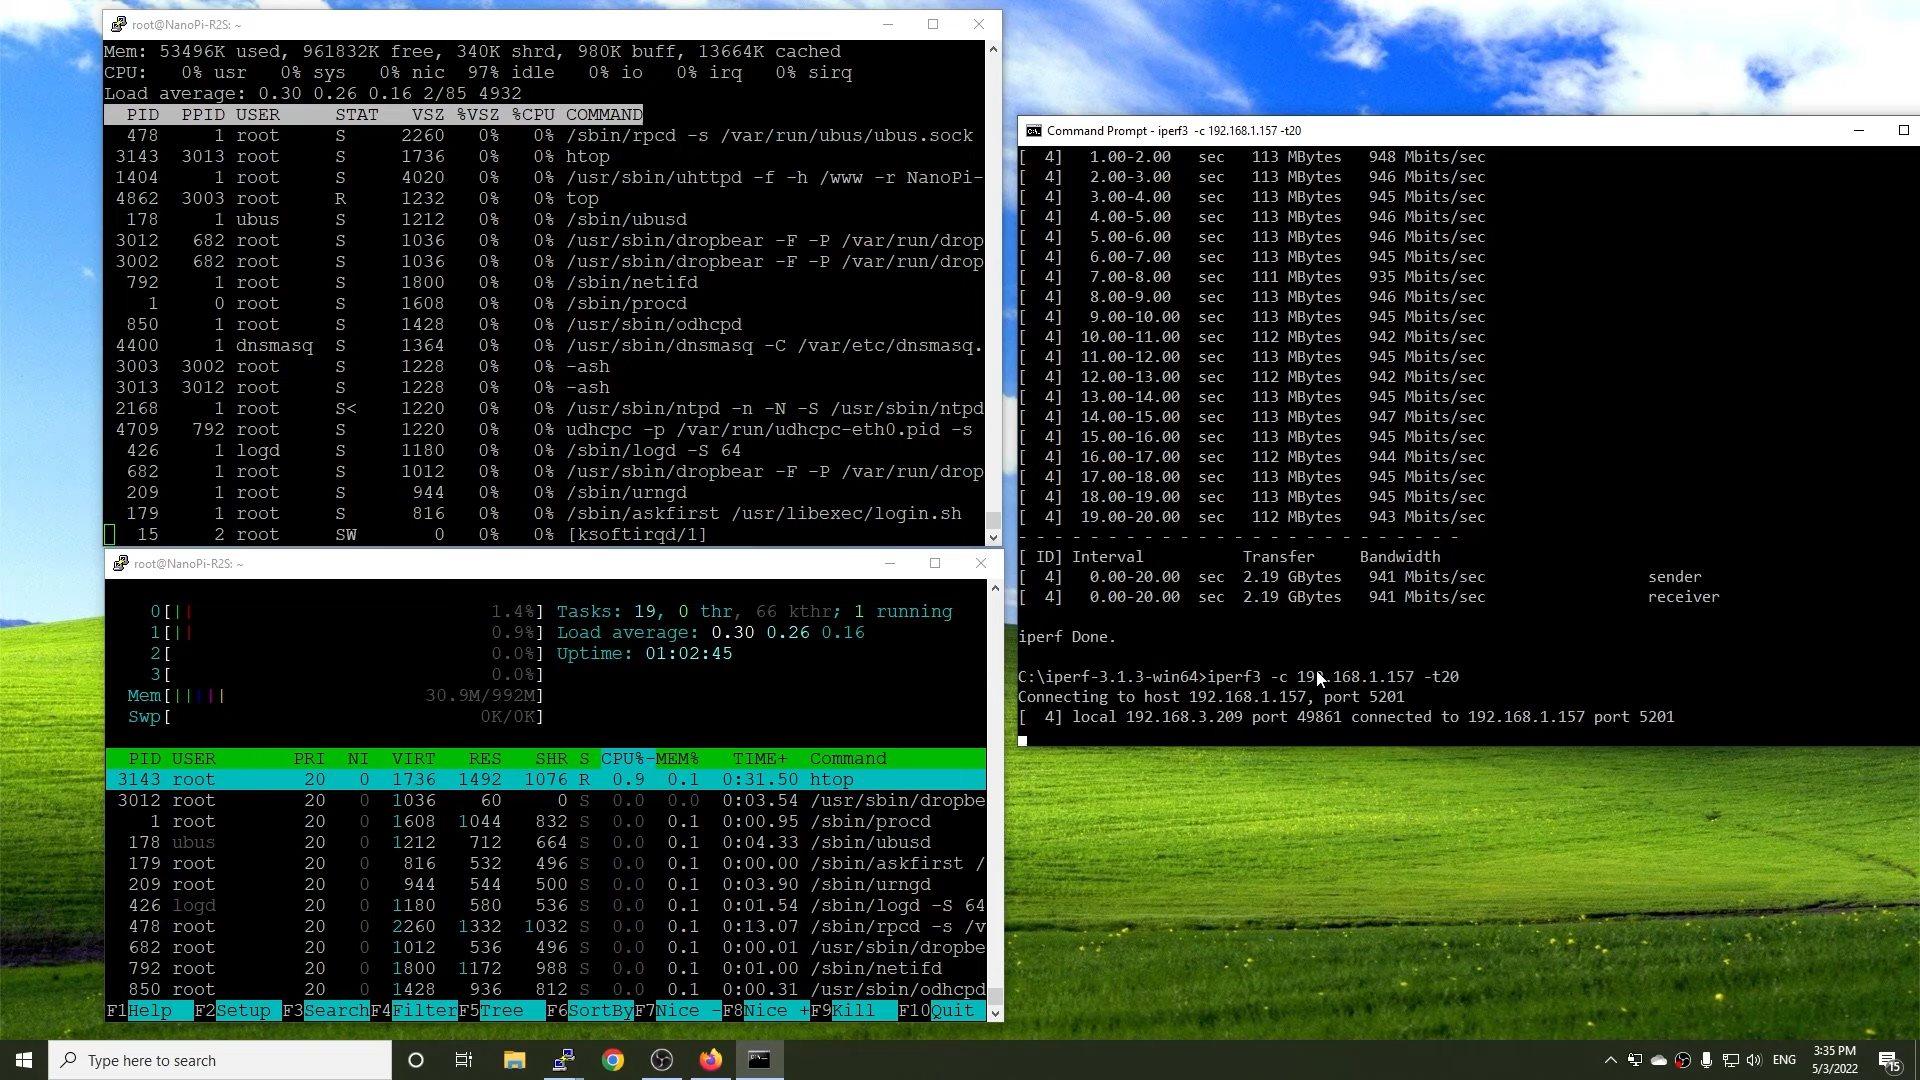 root@NanoPi-R2S: ~
Mem: 53496K used, 961832K free, 340K shrd, 980K buff, 13664K cached
CPU:   0% usr   0% sys   0% nic  97% idle   0% io   0% irq   0% sirq
Load average: 0.30 0.26 0.16 2/85 4932
PID  PPID USER     STAT   VSZ %VSZ %CPU COMMAND
478     1 root     S     2260   0%   0% /sbin/rpcd -s /var/run/ubus/ubus.sock
3143  3013 root     S     1736   0%   0% htop
1404     1 root     S     4020   0%   0% /usr/sbin/uhttpd -f -h /www -r NanoPi-
4862  3003 root     R     1232   0%   0% top
178     1 ubus     S     1212   0%   0% /sbin/ubusd
3012   682 root     S     1036   0%   0% /usr/sbin/dropbear -F -P /var/run/drop
3002   682 root     S     1036   0%   0% /usr/sbin/dropbear -F -P /var/run/drop
792     1 root     S     1800   0%   0% /sbin/netifd
1     0 root     S     1608   0%   0% /sbin/procd
850     1 root     S     1428   0%   0% /usr/sbin/odhcpd
4400     1 dnsmasq  S     1364   0%   0% /usr/sbin/dnsmasq -C /var/etc/dnsmasq.
3003  3002 root     S     1228   0%   0% -ash
3013  3012 root     S     1228   0%   0% -ash
2168     1 root     S<    1220   0%   0% /usr/sbin/ntpd -n -N -S /usr/sbin/ntpd
4709   792 root     S     1220   0%   0% udhcpc -p /var/run/udhcpc-eth0.pid -s
426     1 logd     S     1180   0%   0% /sbin/logd -S 64
682     1 root     S     1012   0%   0% /usr/sbin/dropbear -F -P /var/run/drop
209     1 root     S      944   0%   0% /sbin/urngd
179     1 root     S      816   0%   0% /sbin/askfirst /usr/libexec/login.sh
15     2 root     SW       0   0%   0% [ksoftirqd/1]
root@NanoPi-R2S: ~
0[|| 1.4%] Tasks: 19, 0 thr, 66 kthr; 1 running
1[|| 0.9%] Load average: 0.30 0.26 0.16
2[ 0.0%] Uptime: 01:02:45
3[ 0.0%]
Mem[||||| 30.9M/992M]
Swp[ 0K/0K]
PID USER PRI NI VIRT RES SHR S CPU%-MEM% TIME+ Command
3143 root 20 0 1736 1492 1076 R 0.9 0.1 0:31.50 htop
3012 root 20 0 1036 60 0 S 0.0 0.0 0:03.54 /usr/sbin/dropbe
1 root 20 0 1608 1044 832 S 0.0 0.1 0:00.95 /sbin/procd
178 ubus 20 0 1212 712 664 S 0.0 0.1 0:04.33 /sbin/ubusd
179 root 20 0 816 532 496 S 0.0 0.1 0:00.00 /sbin/askfirst /
209 root 20 0 944 544 500 S 0.0 0.1 0:03.90 /sbin/urngd
426 logd 20 0 1180 580 536 S 0.0 0.1 0:01.54 /sbin/logd -S 64
478 root 20 0 2260 1332 1032 S 0.0 0.1 0:13.07 /sbin/rpcd -s /v
682 root 20 0 1012 536 496 S 0.0 0.1 0:00.01 /usr/sbin/dropbe
792 root 20 0 1800 1172 988 S 0.0 0.1 0:01.00 /sbin/netifd
850 root 20 0 1428 936 812 S 0.0 0.1 0:00.31 /usr/sbin/odhcpd
F1Help F2Setup F3SearchF4FilterF5Tree F6SortByF7Nice -F8Nice +F9Kill F10Quit
Command Prompt - iperf3 -c 192.168.1.157 -t20
[  4]   1.00-2.00   sec   113 MBytes   948 Mbits/sec
[  4]   2.00-3.00   sec   113 MBytes   946 Mbits/sec
[  4]   3.00-4.00   sec   113 MBytes   945 Mbits/sec
[  4]   4.00-5.00   sec   113 MBytes   946 Mbits/sec
[  4]   5.00-6.00   sec   113 MBytes   946 Mbits/sec
[  4]   6.00-7.00   sec   113 MBytes   945 Mbits/sec
[  4]   7.00-8.00   sec   111 MBytes   935 Mbits/sec
[  4]   8.00-9.00   sec   113 MBytes   946 Mbits/sec
[  4]   9.00-10.00  sec   113 MBytes   945 Mbits/sec
[  4]  10.00-11.00  sec   112 MBytes   942 Mbits/sec
[  4]  11.00-12.00  sec   113 MBytes   945 Mbits/sec
[  4]  12.00-13.00  sec   112 MBytes   942 Mbits/sec
[  4]  13.00-14.00  sec   113 MBytes   945 Mbits/sec
[  4]  14.00-15.00  sec   113 MBytes   947 Mbits/sec
[  4]  15.00-16.00  sec   113 MBytes   945 Mbits/sec
[  4]  16.00-17.00  sec   112 MBytes   944 Mbits/sec
[  4]  17.00-18.00  sec   113 MBytes   945 Mbits/sec
[  4]  18.00-19.00  sec   113 MBytes   945 Mbits/sec
[  4]  19.00-20.00  sec   112 MBytes   943 Mbits/sec
- - - - - - - - - - - - - - - - - - - - - - - - -
[ ID] Interval           Transfer     Bandwidth
[  4]   0.00-20.00  sec  2.19 GBytes   941 Mbits/sec                  sender
[  4]   0.00-20.00  sec  2.19 GBytes   941 Mbits/sec                  receiver
iperf Done.
C:\iperf-3.1.3-win64>iperf3 -c 192.168.1.157 -t20
Connecting to host 192.168.1.157, port 5201
[  4] local 192.168.3.209 port 49861 connected to 192.168.1.157 port 5201
Type here to search
ENG
3:35 PM
5/3/2022
15